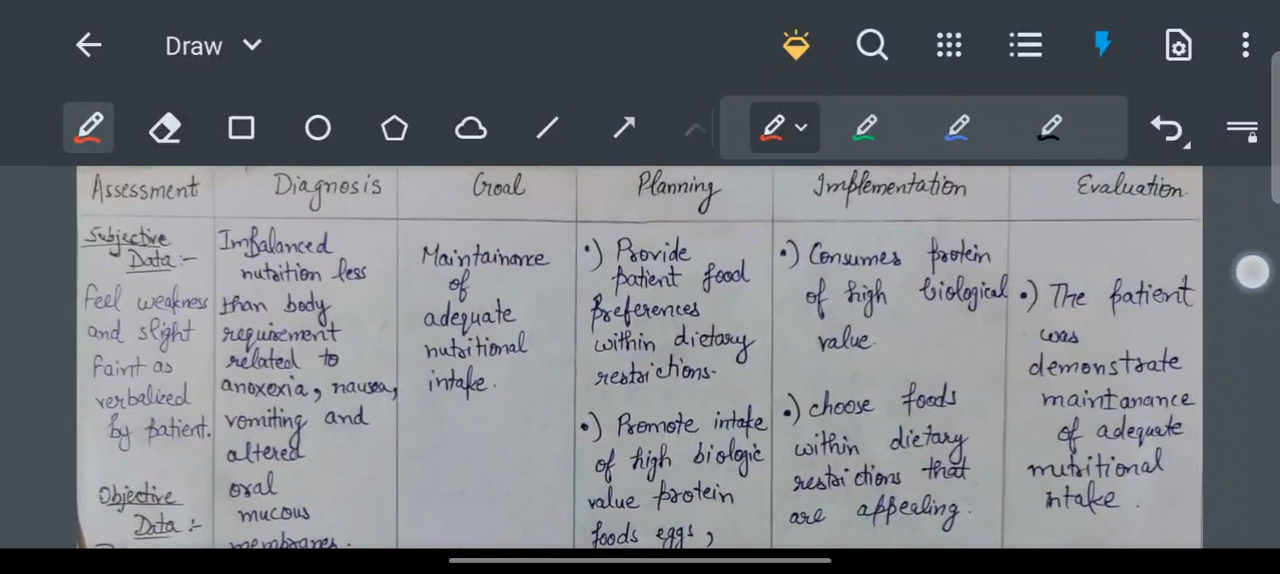 Draw
Assessment
Diagnosis
Goal
Planning
Implementation
Evaluation.
Subjective
Data:-
feel weakness
and slight
faint as
verbalized
by patient.
Objective
Data:-
Imbalanced
nutrition less
than body
requirement
related to
anoxexia, nausea,
vomiting and
altered
oral
mucous
membranes.
Maintainance
of
adequate
nutritional
intake.
•) Provide
patient food
preferences
within dietary
restrictions.
•) Promote intake
of high biologic
value protein
foods eggs,
•) Consumes protein
of high biological
value.
•) choose foods
within dietary
restrictions that
are appealing.
•) The patient
was
demonstrate
maintanance
of adequate
nutritional
intake.